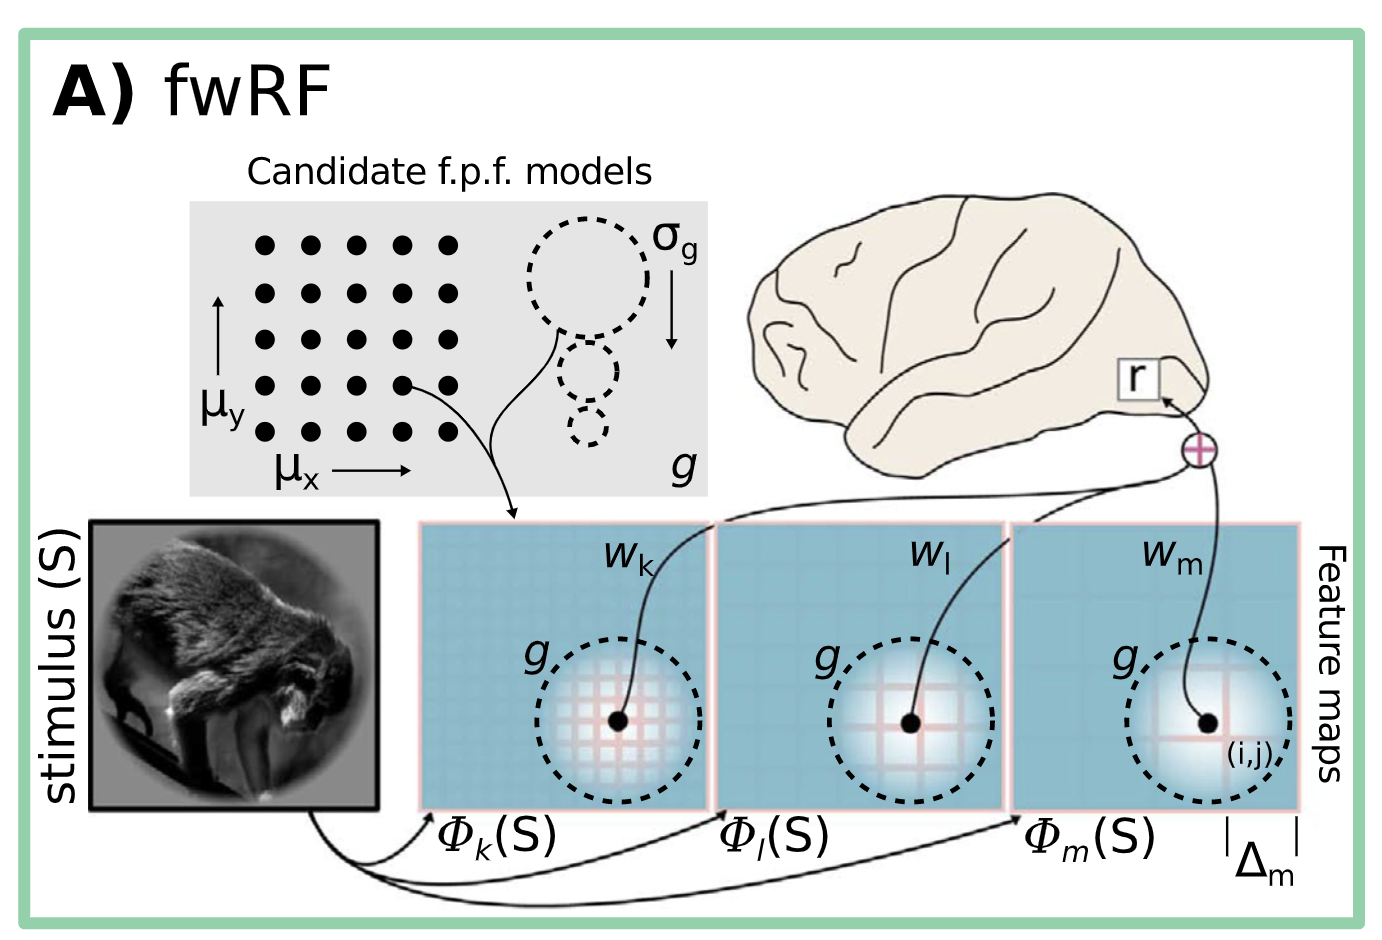 A) fwRF
Candidate f.p.f. models
σg
μy
μx
g
r
stimulus (S)
wk
wl
wm
g
g
g
(i,j)
Feature maps
Φk(S)
Φl(S)
Φm(S)
Δm